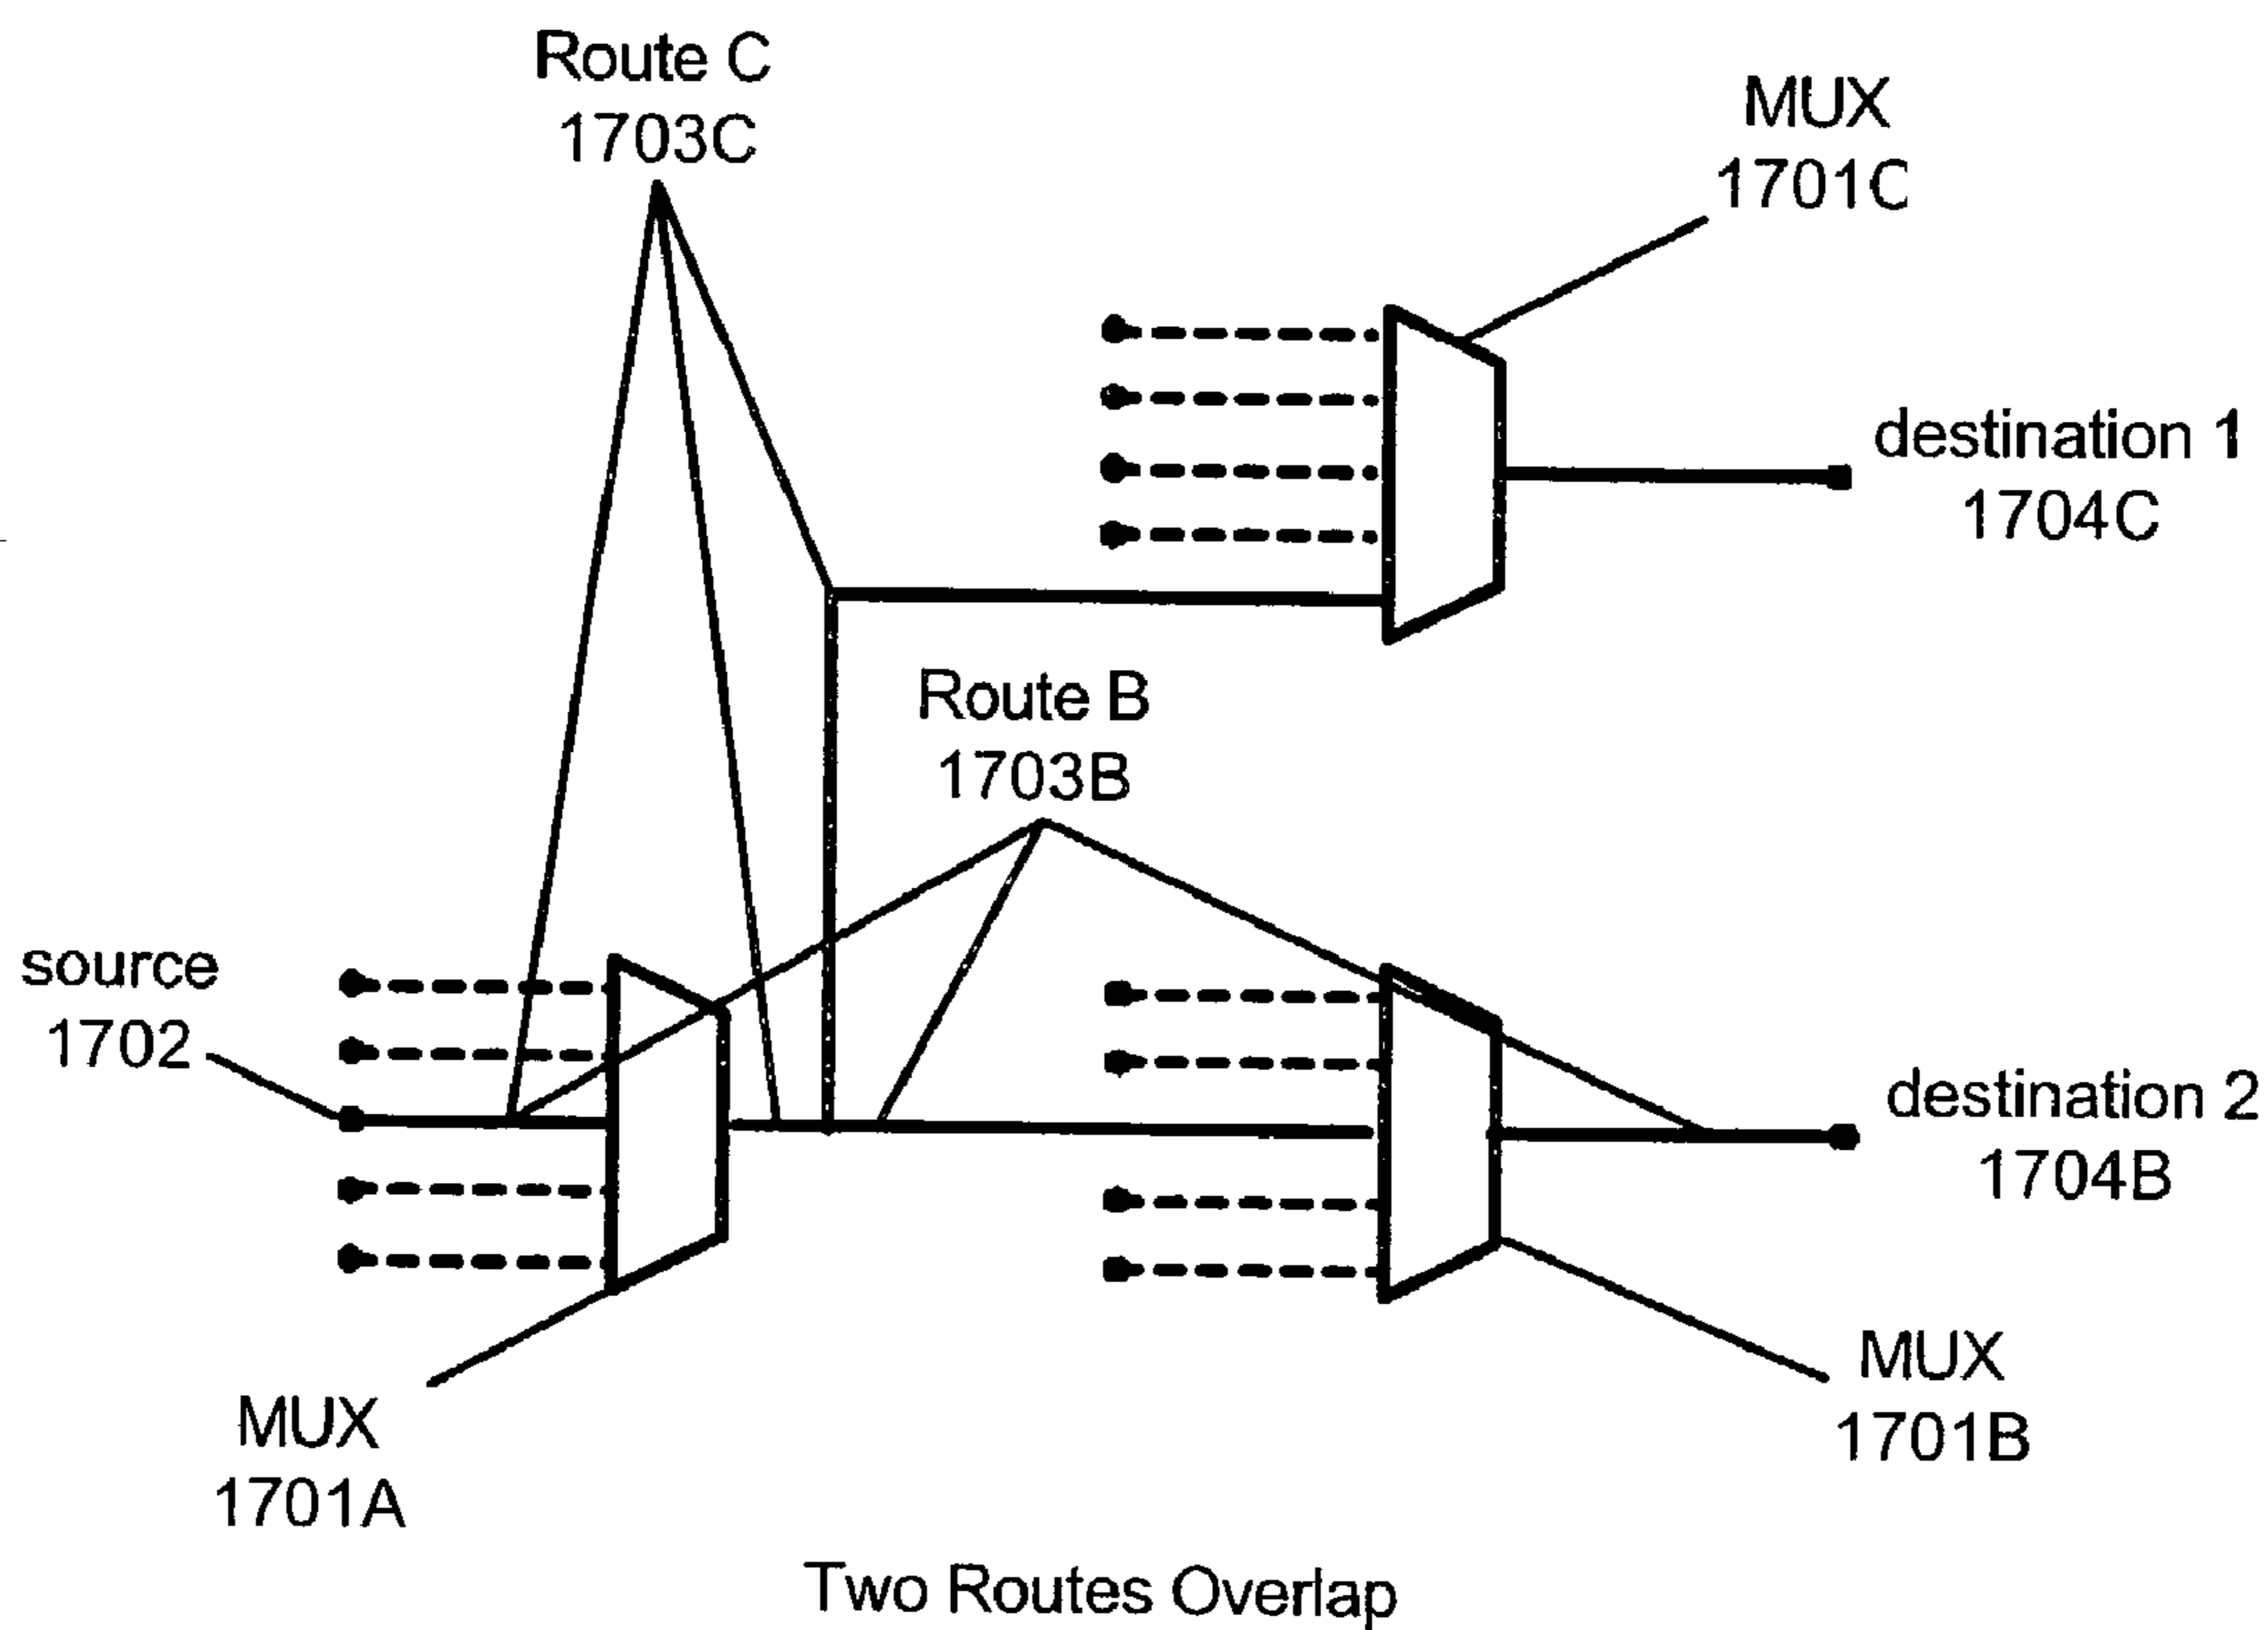 Route C
1703C
MUX
1701C
destination 1
1704C
Route B
1703B
source
1702
destination 2
1704B
MUX
1701B
MUX
1701A
Two Routes Overlap